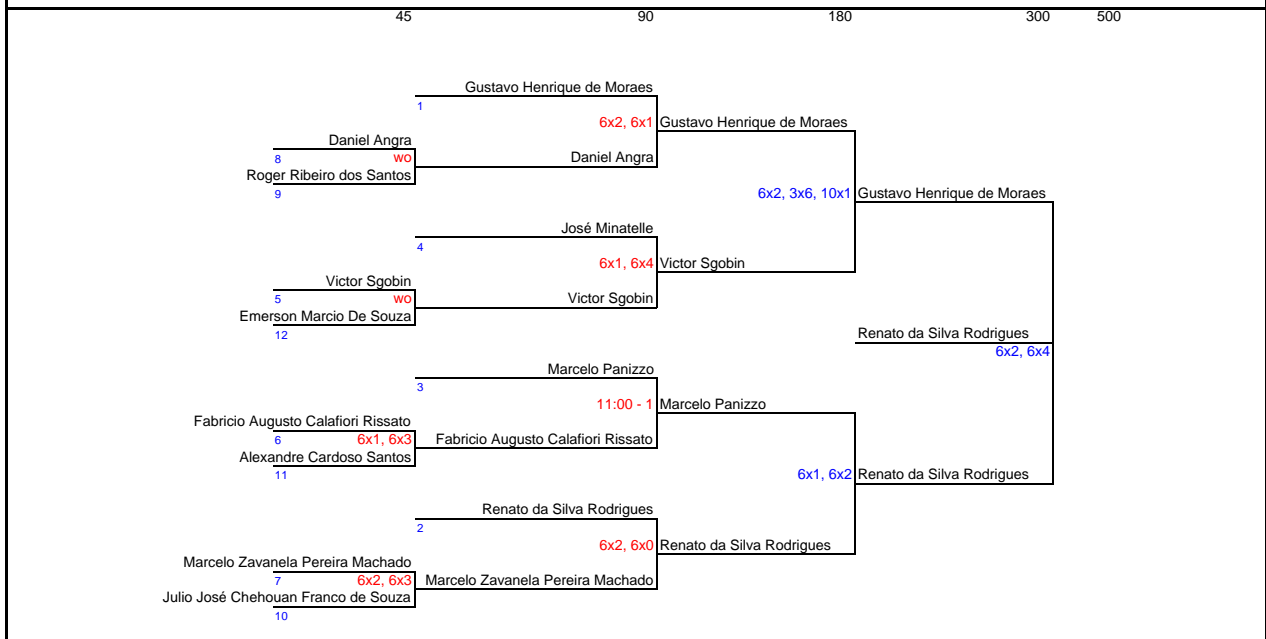 45 90 180 300 500
Gustavo Henrique de Moraes
1
6x2, 6x1 Gustavo Henrique de Moraes
Daniel Angra
8 wo Daniel Angra
Roger Ribeiro dos Santos
9
6x2, 3x6, 10x1 Gustavo Henrique de Moraes
José Minatelle
4
6x1, 6x4 Victor Sgobin
Victor Sgobin
5 wo Victor Sgobin
Emerson Marcio De Souza
12
Renato da Silva Rodrigues
6x2, 6x4
Marcelo Panizzo
3
11:00 - 1 Marcelo Panizzo
Fabricio Augusto Calafiori Rissato
6 6x1, 6x3 Fabricio Augusto Calafiori Rissato
Alexandre Cardoso Santos
11
6x1, 6x2 Renato da Silva Rodrigues
Renato da Silva Rodrigues
2
6x2, 6x0 Renato da Silva Rodrigues
Marcelo Zavanela Pereira Machado
7 6x2, 6x3 Marcelo Zavanela Pereira Machado
Julio José Chehouan Franco de Souza
10